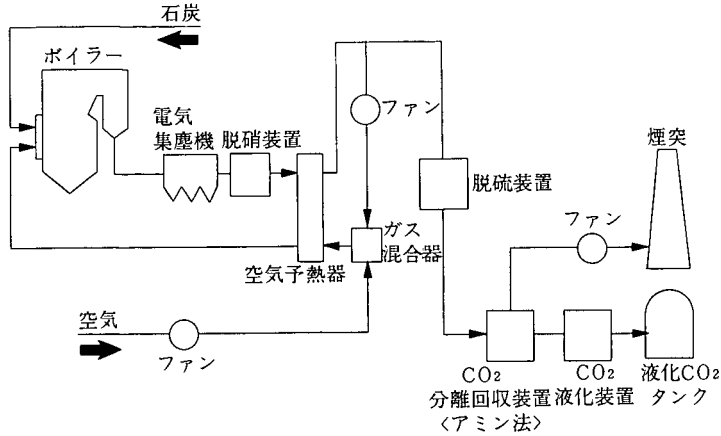 石炭
ボイラー
電気
集塵機
脱硝装置
ファン
脱硫装置
煙突
ファン
ガス
混合器
空気予熱器
空気
ファン
CO2
分離回収装置
〈アミン法〉
CO2
液化装置
液化CO2
タンク